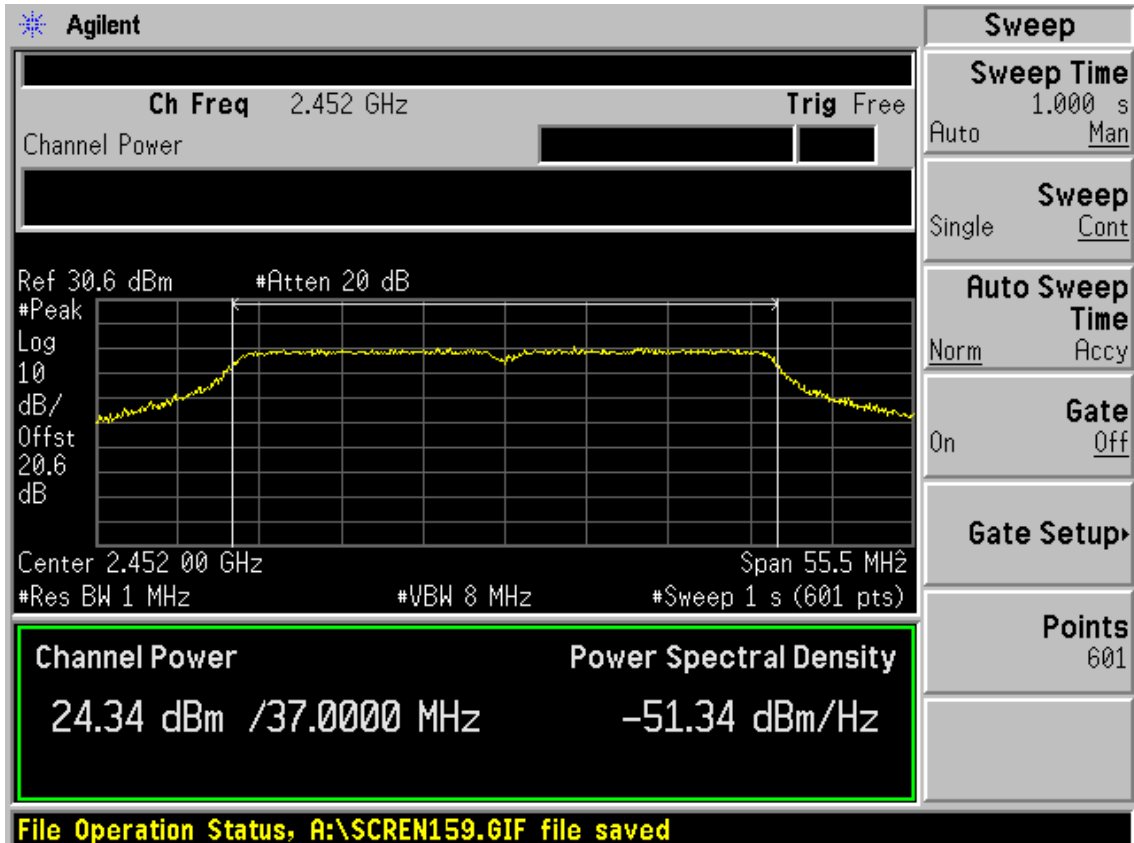 Agilent
Ch Freq 2.452 GHz Trig Free
Channel Power
Ref 30.6 dBm #Atten 20 dB
#Peak
Log
10
dB/
Offst
20.6
dB
Center 2.452 00 GHz Span 55.5 MHẑ
#Res BW 1 MHz #VBW 8 MHz #Sweep 1 s (601 pts)
Channel Power Power Spectral Density
24.34 dBm /37.0000 MHz -51.34 dBm/Hz
File Operation Status, A:\SCREN159.GIF file saved
Sweep
Sweep Time
1.000 s
Auto Man
Sweep
Single Cont
Auto Sweep
Time
Norm Accy
Gate
On Off
Gate Setup
Points
601